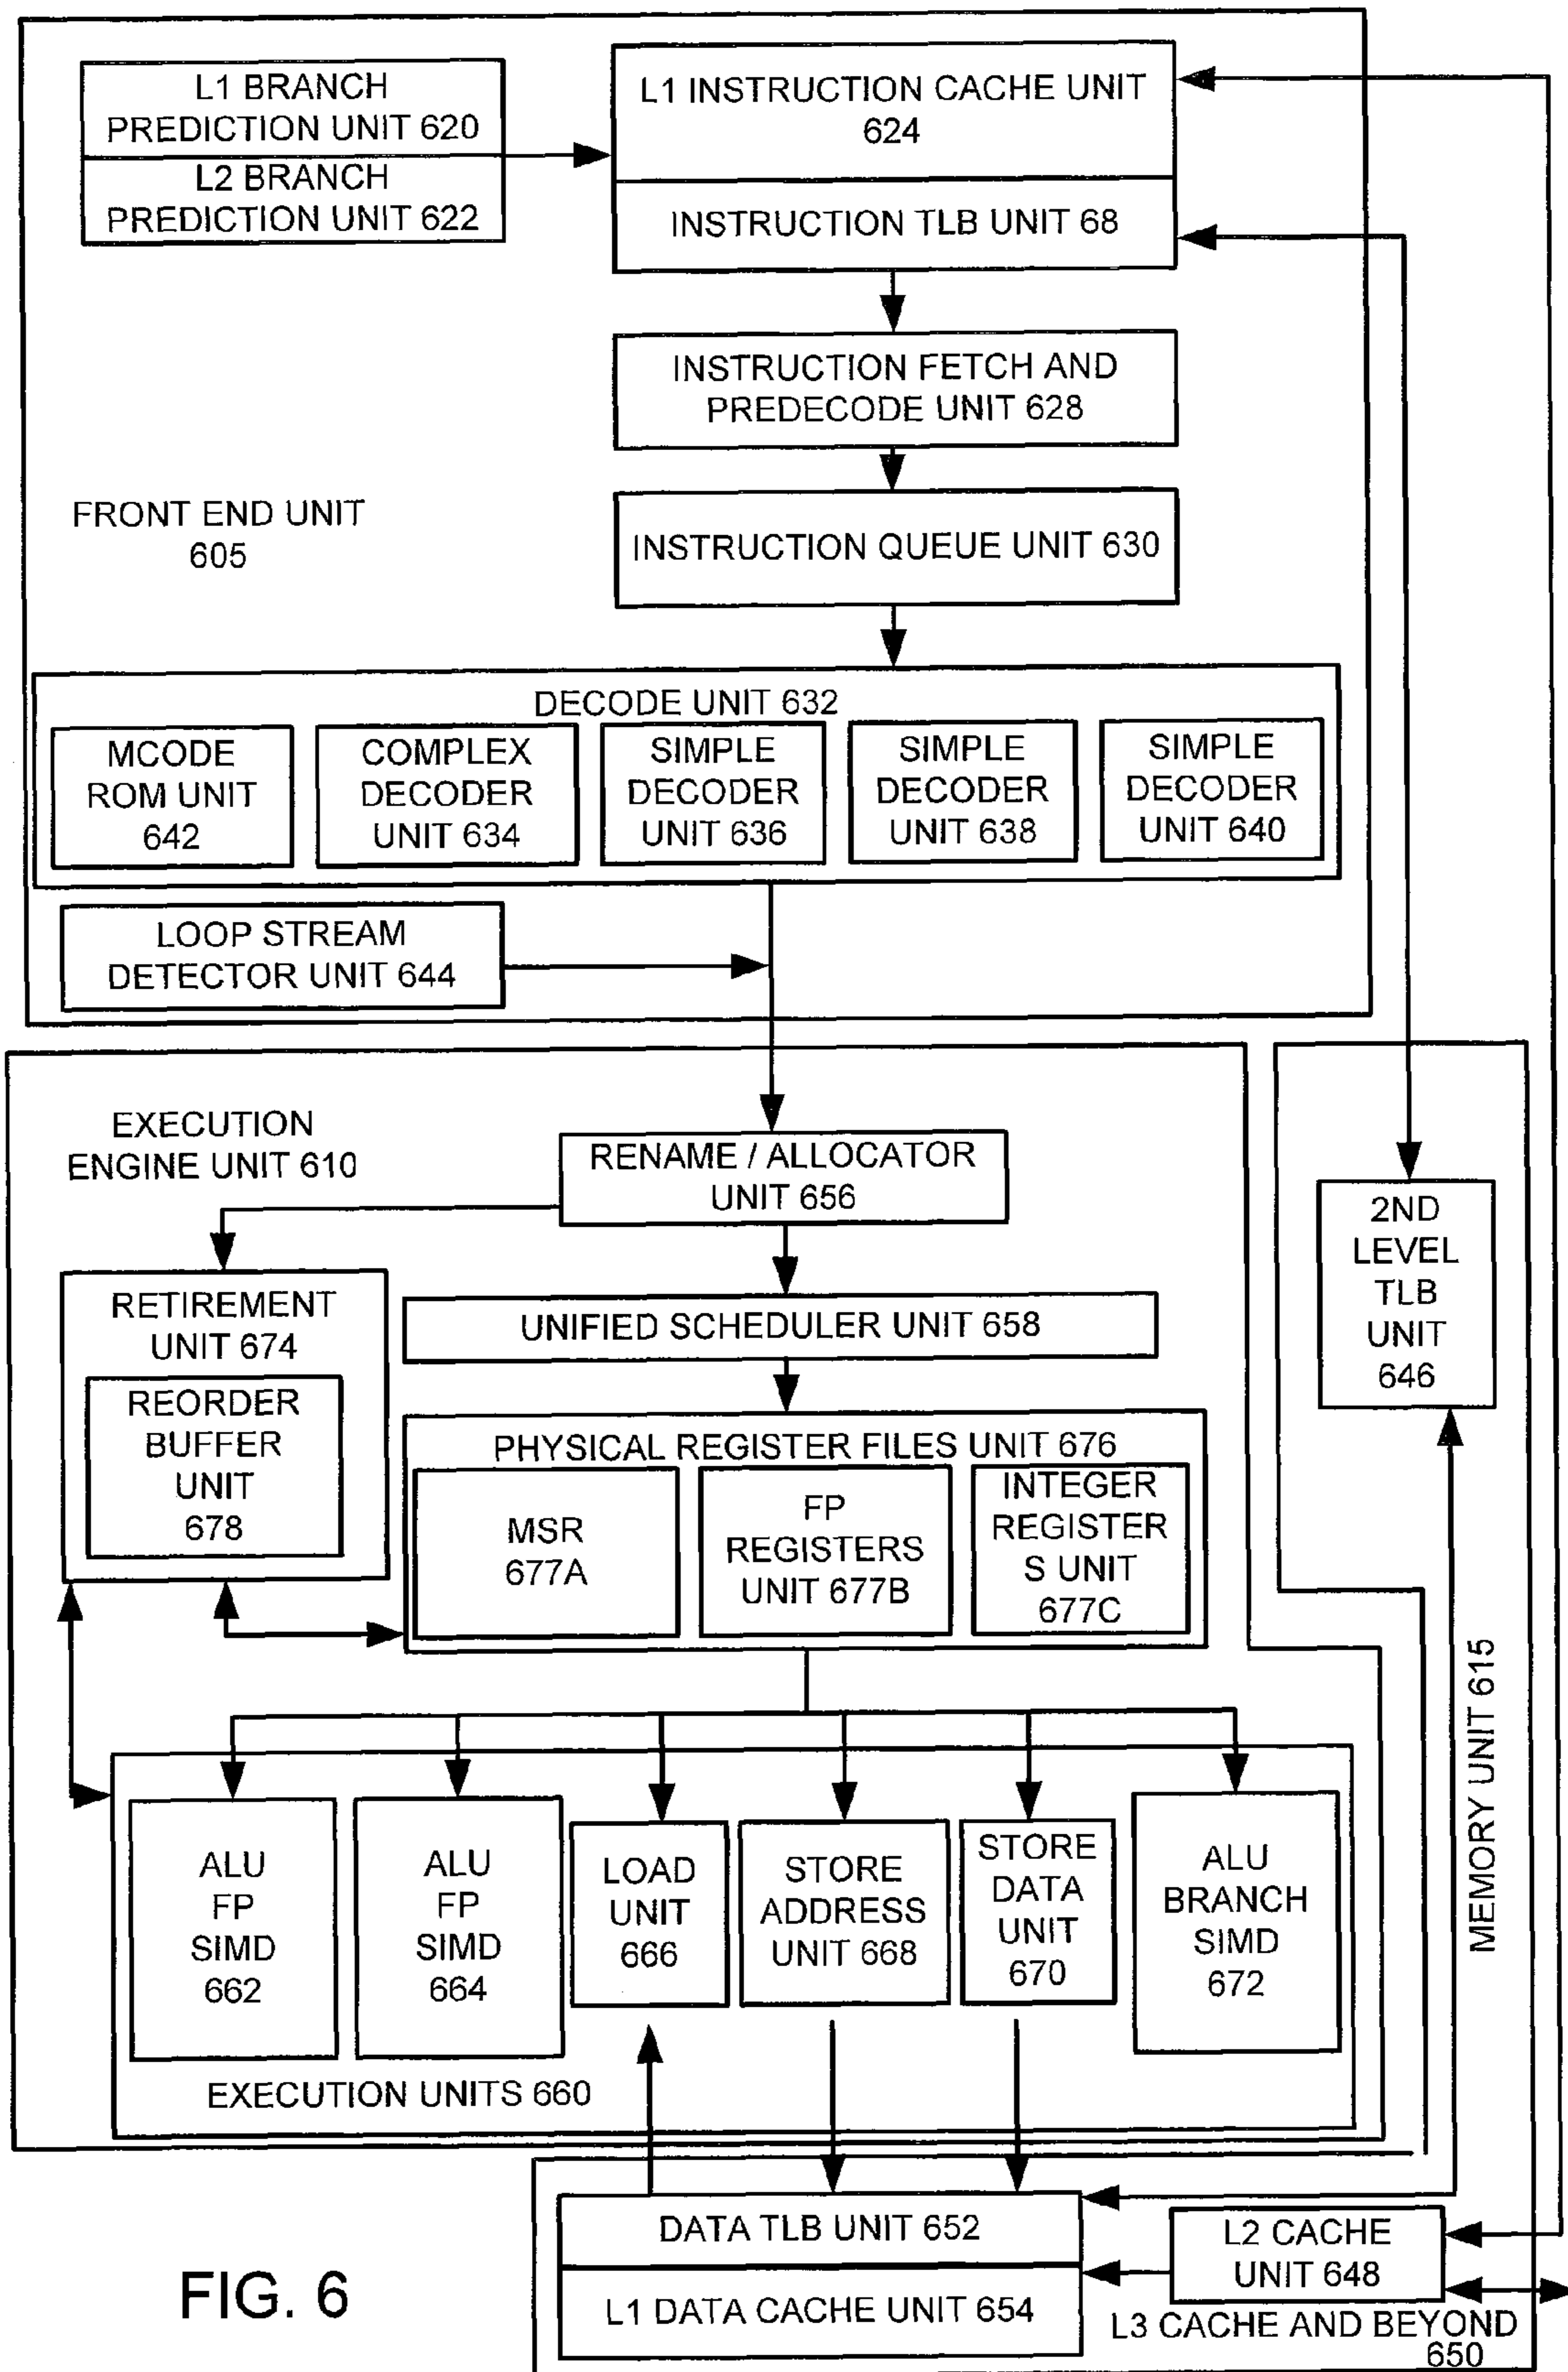 L1 BRANCH
PREDICTION UNIT 620
L2 BRANCH
PREDICTION UNIT 622
L1 INSTRUCTION CACHE UNIT
624
INSTRUCTION TLB UNIT 68
INSTRUCTION FETCH AND
PREDECODE UNIT 628
FRONT END UNIT
605
INSTRUCTION QUEUE UNIT 630
DECODE UNIT 632
MCODE
ROM UNIT
642
COMPLEX
DECODER
UNIT 634
SIMPLE
DECODER
UNIT 636
SIMPLE
DECODER
UNIT 638
SIMPLE
DECODER
UNIT 640
LOOP STREAM
DETECTOR UNIT 644
EXECUTION
ENGINE UNIT 610
RENAME / ALLOCATOR
UNIT 656
2ND
LEVEL
TLB
UNIT
646
RETIREMENT
UNIT 674
REORDER
BUFFER
UNIT
678
UNIFIED SCHEDULER UNIT 658
PHYSICAL REGISTER FILES UNIT 676
MSR
677A
FP
REGISTERS
UNIT 677B
INTEGER
REGISTER
S UNIT
677C
MEMORY UNIT 615
ALU
FP
SIMD
662
ALU
FP
SIMD
664
LOAD
UNIT
666
STORE
ADDRESS
UNIT 668
STORE
DATA
UNIT
670
ALU
BRANCH
SIMD
672
EXECUTION UNITS 660
DATA TLB UNIT 652
L1 DATA CACHE UNIT 654
L2 CACHE
UNIT 648
L3 CACHE AND BEYOND
650
FIG. 6